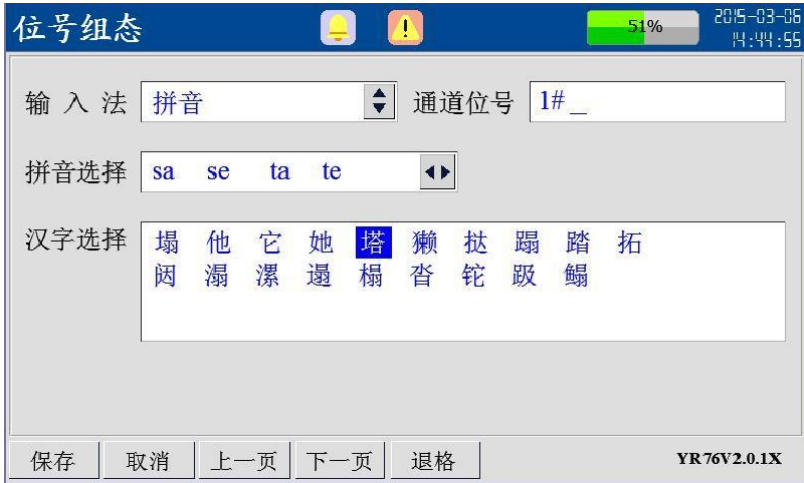 位号组态 51% 2015-03-06
14:44:55
输入法 拼音 通道位号 1#_
拼音选择 sa se ta te
汉字选择 塌 他 它 她 塔 獭 挞 蹋 踏 拓
闼 溻 漯 遢 榻 沓 铊 趿 鳎
保存 取消 上一页 下一页 退格 YR76V2.0.1X